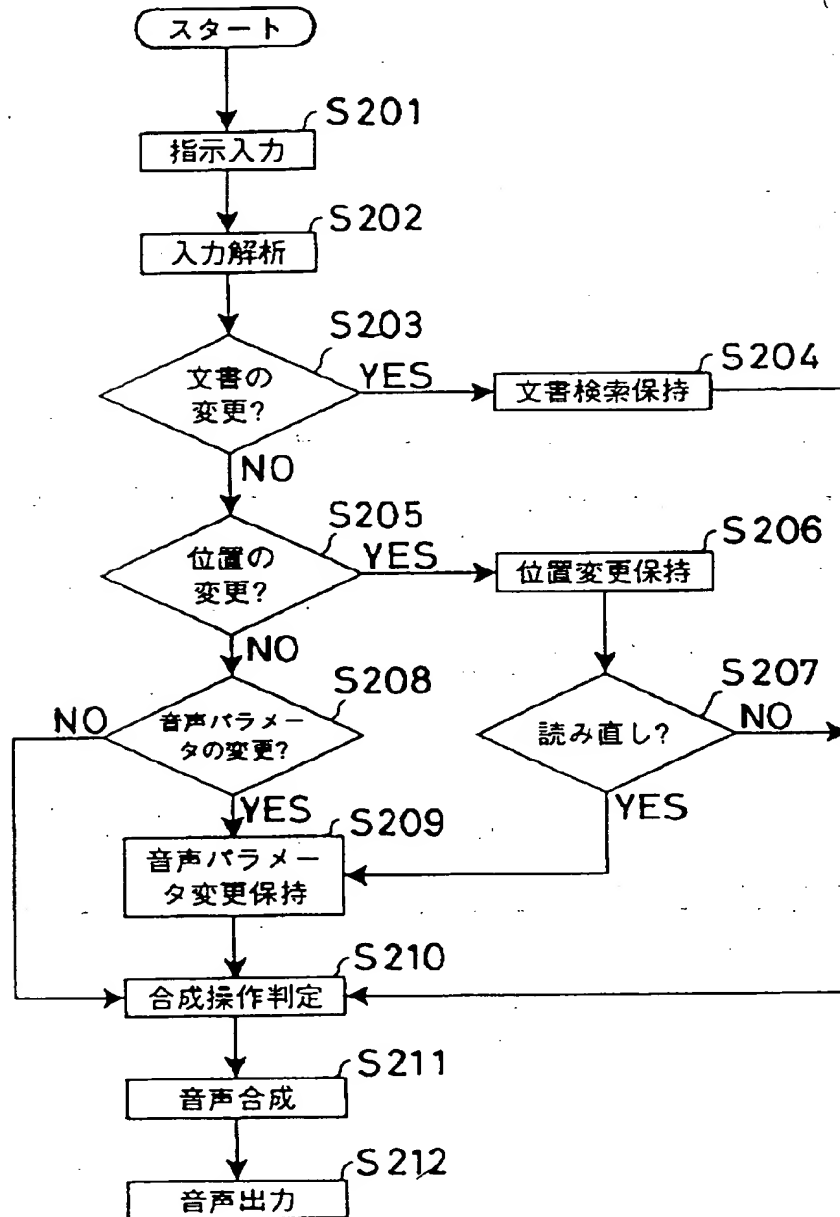 スタート
S201
指示入力
S202
入力解析
S203
文書の
変更?
YES
S204
文書検索保持
NO
S205
位置の
変更?
YES
S206
位置変更保持
NO
S207
読み直し?
NO
YES
S208
音声パラメー
タの変更?
NO
YES
S209
音声パラメー
タ変更保持
S210
合成操作判定
S211
音声合成
S212
音声出力